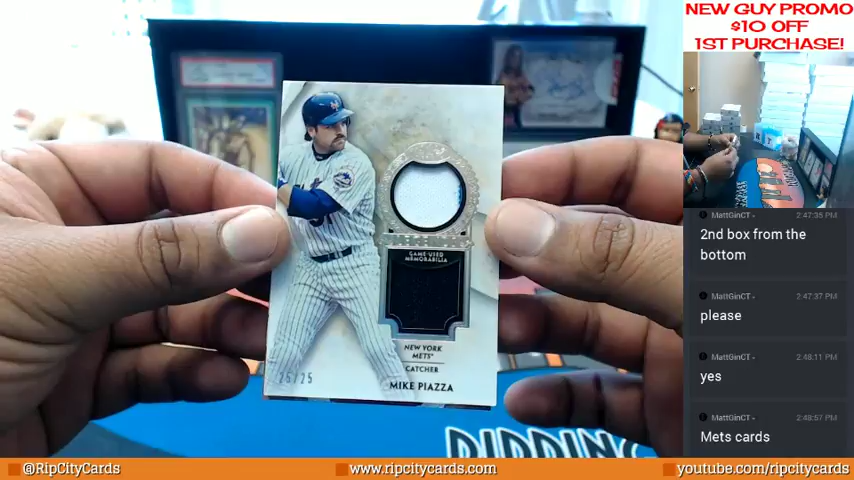 NEW GUY PROMO
$10 OFF
1ST PURCHASE!
GAME-USED
MEMORABILIA
NEW YORK
METS
CATCHER
MIKE PIAZZA
25/25
RIPPING
MattGinCT - 2:47:35 PM
2nd box from the
bottom
MattGinCT - 2:47:37 PM
please
MattGinCT - 2:48:11 PM
yes
MattGinCT - 2:48:57 PM
Mets cards
@RipCityCards
www.ripcitycards.com
youtube.com/ripcitycards